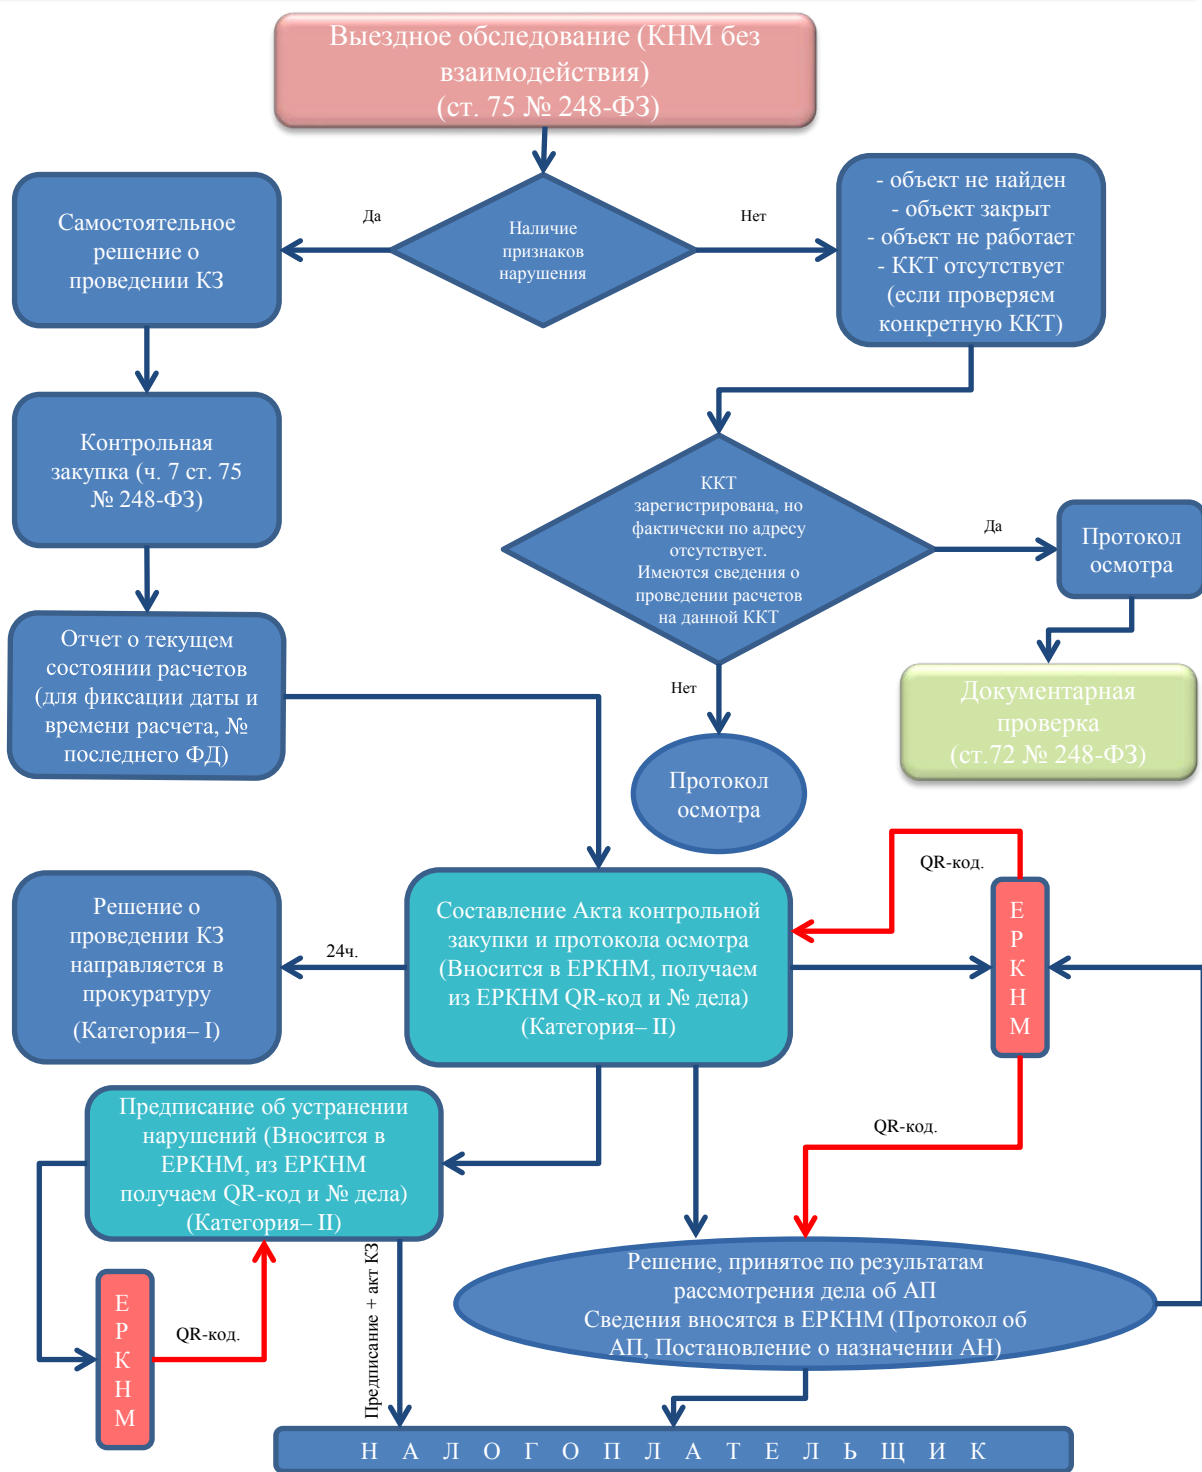 Выездное обследование (КНМ без
взаимодействия)
(ст. 75 № 248-ФЗ)
Да
Нет
Наличие
признаков
нарушения
Самостоятельное
решение о
проведении КЗ
- объект не найден
- объект закрыт
- объект не работает
- ККТ отсутствует
(если проверяем
конкретную ККТ)
Контрольная
закупка (ч. 7 ст. 75
№ 248-ФЗ)
ККТ
зарегистрирована, но
фактически по адресу
отсутствует.
Имеются сведения о
проведении расчетов
на данной ККТ
Да
Протокол
осмотра
Отчет о текущем
состоянии расчетов
(для фиксации даты и
времени расчета, №
последнего ФД)
Нет
Документарная
проверка
(ст.72 № 248-ФЗ)
Протокол
осмотра
Решение о
проведении КЗ
направляется в
прокуратуру
(Категория– I)
24ч.
Составление Акта контрольной
закупки и протокола осмотра
(Вносится в ЕРКНМ, получаем
из ЕРКНМ QR-код и № дела)
(Категория– II)
QR-код.
Е
Р
К
Н
М
QR-код.
Предписание об устранении
нарушений (Вносится в
ЕРКНМ, из ЕРКНМ
получаем QR-код и № дела)
(Категория– II)
Е
Р
К
Н
М
QR-код.
Предписание + акт КЗ
Решение, принятое по результатам
рассмотрения дела об АП
Сведения вносятся в ЕРКНМ (Протокол об
АП, Постановление о назначении АН)
Н А Л О Г О П Л А Т Е Л Ь Щ И К